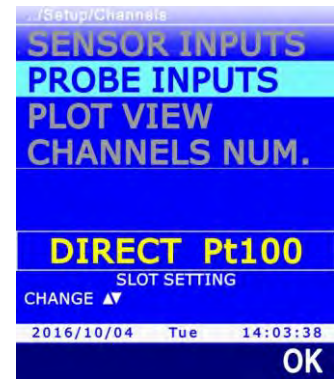 ../Setup/Channels
SENSOR INPUTS
PROBE INPUTS
PLOT VIEW
CHANNELS NUM.
DIRECT Pt100
SLOT SETTING
CHANGE ▲▼
2016/10/04 Tue 14:03:38
OK